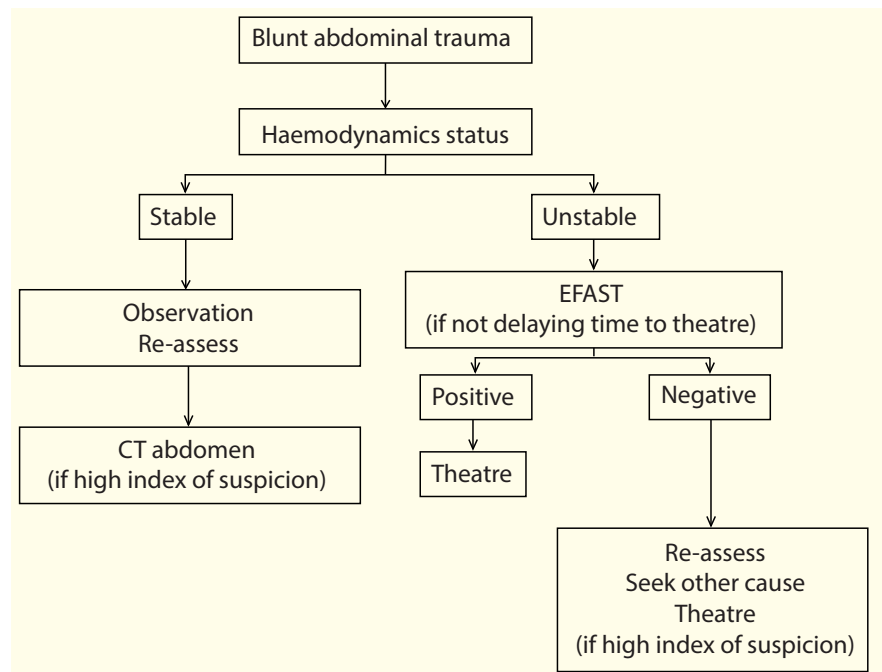 Blunt abdominal trauma
Haemodynamics status
Stable
Unstable
Observation
Re-assess
EFAST
(if not delaying time to theatre)
Positive
Negative
CT abdomen
(if high index of suspicion)
Theatre
Re-assess
Seek other cause
Theatre
(if high index of suspicion)